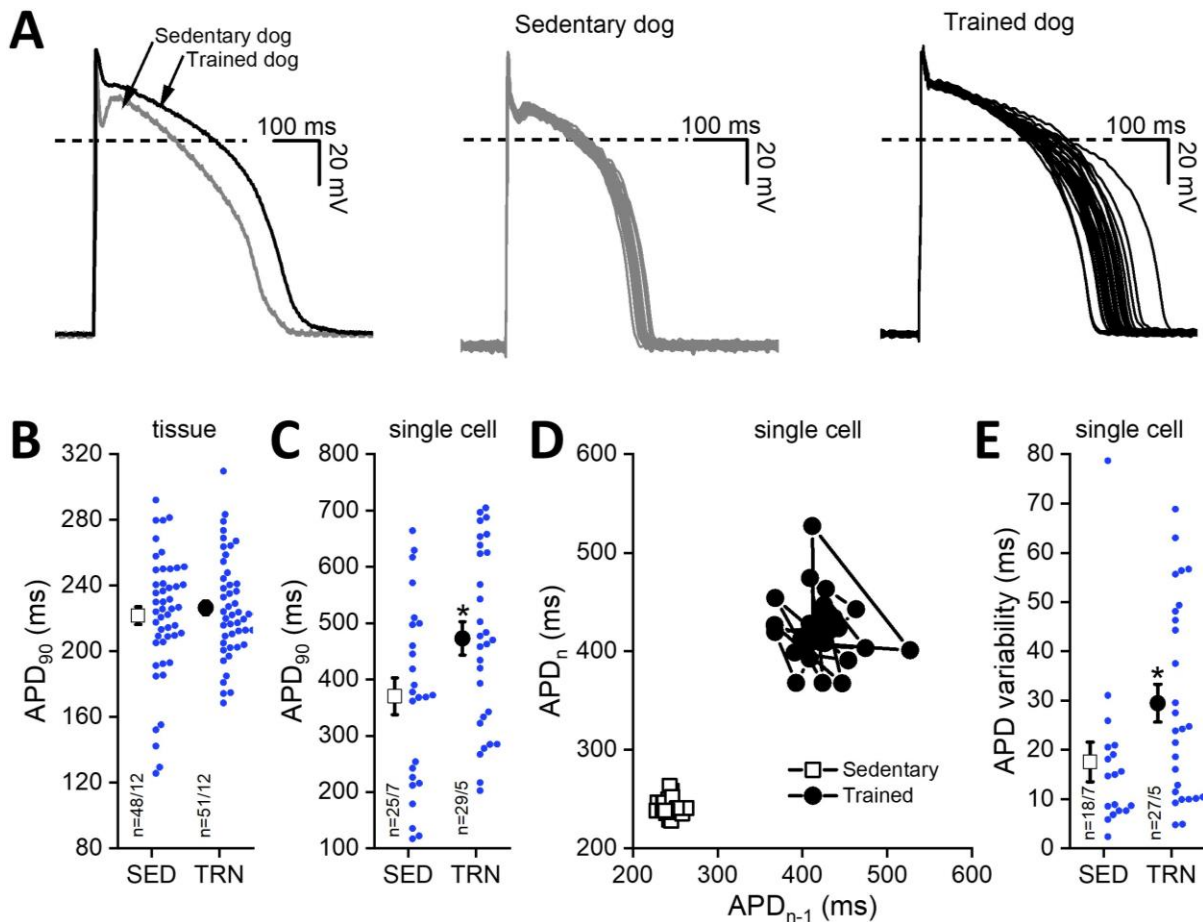 A
Sedentary dog
Trained dog
100 ms
20 mV
Sedentary dog
100 ms
20 mV
Trained dog
100 ms
20 mV
B
tissue
APD90 (ms)
320
280
240
200
160
120
80
n=48/12
n=51/12
SED
TRN
C
single cell
APD90 (ms)
800
700
600
500
400
300
200
100
*
n=25/7
n=29/5
SED
TRN
D
single cell
APDn (ms)
600
500
400
300
200
Sedentary
Trained
200
300
400
500
600
APDn-1 (ms)
E
single cell
APD variability (ms)
80
70
60
50
40
30
20
10
0
*
n=18/7
n=27/5
SED
TRN